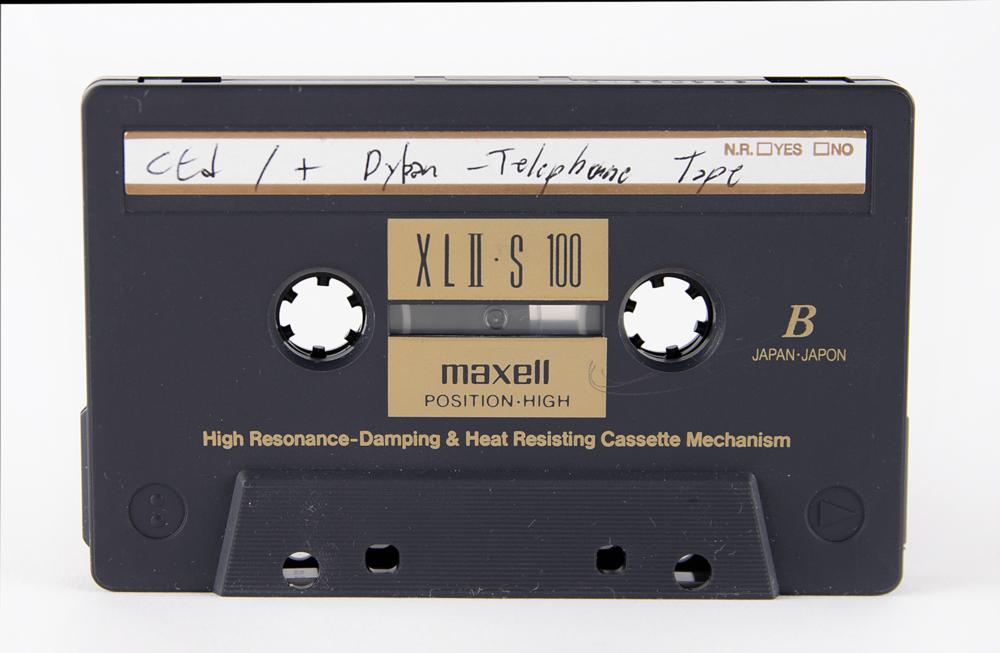 CEd 1 + Dylan - Telephone Tape
N.R. ☐YES ☐NO
XLII·S 100
maxell
POSITION·HIGH
B
JAPAN·JAPON
High Resonance-Damping & Heat Resisting Cassette Mechanism